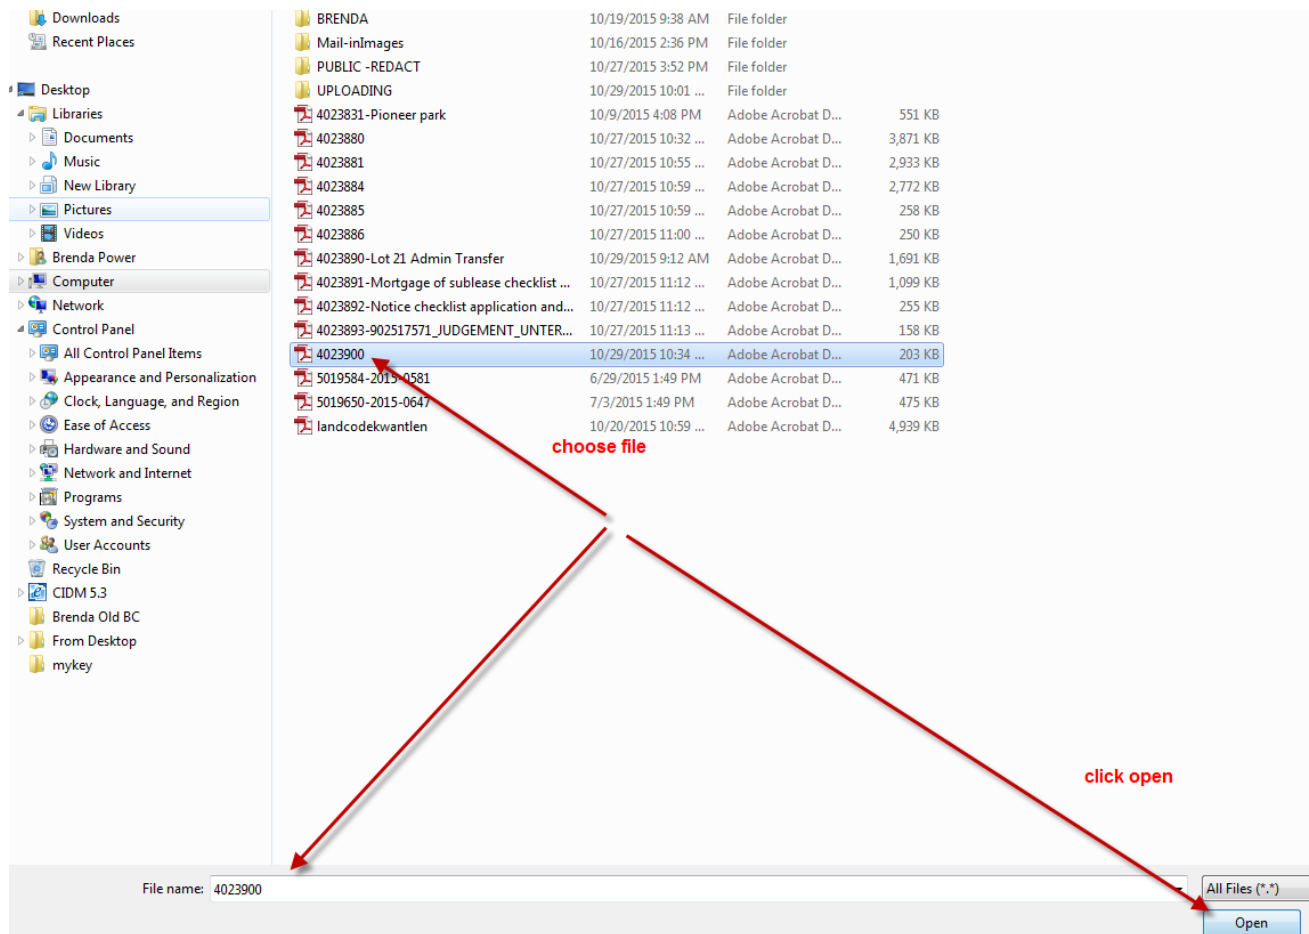 Downloads
Recent Places
Desktop
Libraries
Documents
Music
New Library
Pictures
Videos
Brenda Power
Computer
Network
Control Panel
All Control Panel Items
Appearance and Personalization
Clock, Language, and Region
Ease of Access
Hardware and Sound
Network and Internet
Programs
System and Security
User Accounts
Recycle Bin
CIDM 5.3
Brenda Old BC
From Desktop
mykey
BRENDA 10/19/2015 9:38 AM File folder
Mail-inImages 10/16/2015 2:36 PM File folder
PUBLIC -REDACT 10/27/2015 3:52 PM File folder
UPLOADING 10/29/2015 10:01 ... File folder
4023831-Pioneer park 10/9/2015 4:08 PM Adobe Acrobat D... 551 KB
4023880 10/27/2015 10:32 ... Adobe Acrobat D... 3,871 KB
4023881 10/27/2015 10:55 ... Adobe Acrobat D... 2,933 KB
4023884 10/27/2015 10:59 ... Adobe Acrobat D... 2,772 KB
4023885 10/27/2015 10:59 ... Adobe Acrobat D... 258 KB
4023886 10/27/2015 11:00 ... Adobe Acrobat D... 250 KB
4023890-Lot 21 Admin Transfer 10/29/2015 9:12 AM Adobe Acrobat D... 1,691 KB
4023891-Mortgage of sublease checklist ... 10/27/2015 11:12 ... Adobe Acrobat D... 1,099 KB
4023892-Notice checklist application and... 10/27/2015 11:12 ... Adobe Acrobat D... 255 KB
4023893-902517571_JUDGEMENT_UNTER... 10/27/2015 11:13 ... Adobe Acrobat D... 158 KB
4023900 10/29/2015 10:34 ... Adobe Acrobat D... 203 KB
5019584-2015-0581 6/29/2015 1:49 PM Adobe Acrobat D... 471 KB
5019650-2015-0647 7/3/2015 1:49 PM Adobe Acrobat D... 475 KB
landcodekwantlen 10/20/2015 10:59 ... Adobe Acrobat D... 4,939 KB
choose file
click open
File name: 4023900 All Files (*.*)
Open